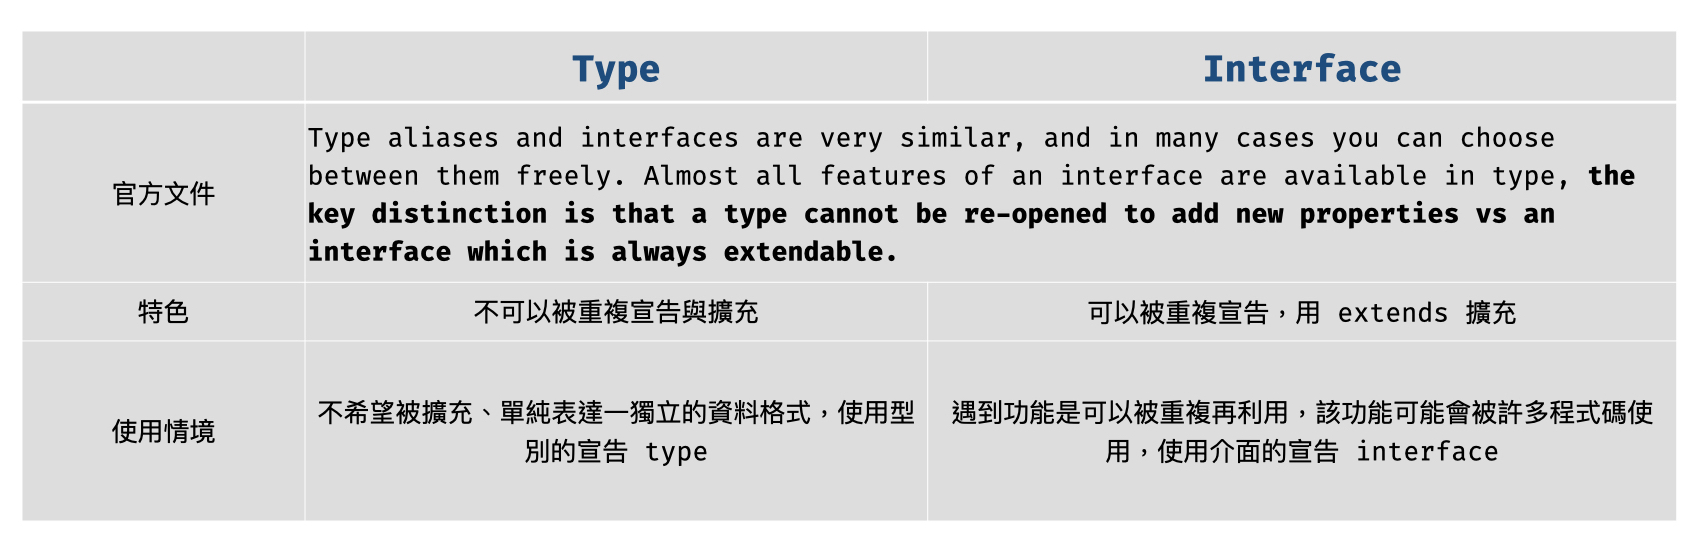 Type Interface
官方文件
Type aliases and interfaces are very similar, and in many cases you can choose
between them freely. Almost all features of an interface are available in type, the
key distinction is that a type cannot be re-opened to add new properties vs an
interface which is always extendable.
特色
不可以被重複宣告與擴充
可以被重複宣告，用 extends 擴充
使用情境
不希望被擴充、單純表達一獨立的資料格式，使用型
別的宣告 type
遇到功能是可以被重複再利用，該功能可能會被許多程式碼使
用，使用介面的宣告 interface